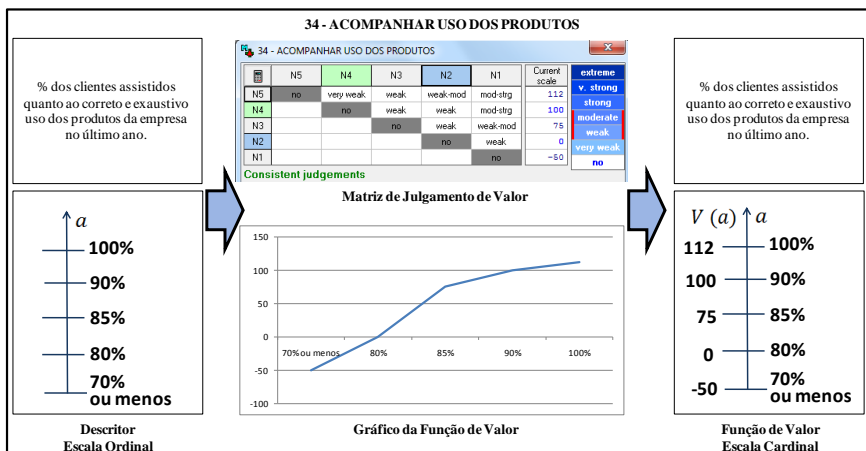 34 - ACOMPANHAR USO DOS PRODUTOS
% dos clientes assistidos
quanto ao correto e exaustivo
uso dos produtos da empresa
no último ano.
a
100%
90%
85%
80%
70%
ou menos
Descritor
Escala Ordinal
34 - ACOMPANHAR USO DOS PRODUTOS
N5 N4 N3 N2 N1 Current scale
N5 no very weak weak weak-mod mod-strg 112
N4 no weak weak mod-strg 100
N3 no weak weak-mod 75
N2 no weak 0
N1 no -50
extreme
v. strong
strong
moderate
weak
very weak
no
Consistent judgements
Matriz de Julgamento de Valor
150
100
50
0
-50
-100
70% ou menos 80% 85% 90% 100%
Gráfico da Função de Valor
% dos clientes assistidos
quanto ao correto e exaustivo
uso dos produtos da empresa
no último ano.
V (a) a
112 100%
100 90%
75 85%
0 80%
-50 70%
ou menos
Função de Valor
Escala Cardinal